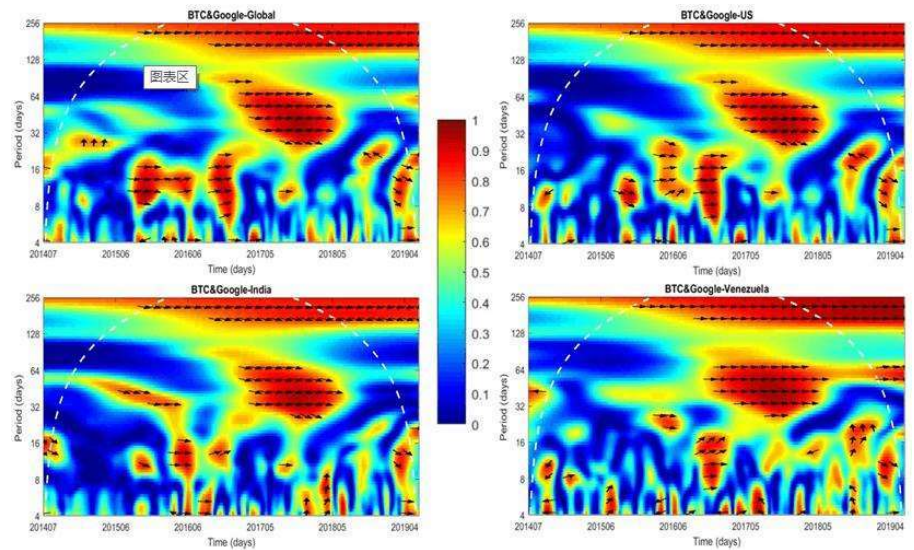 BTC&Google-Global
256
128
64
32
16
8
4
Period (days)
图表区
201407 201506 201606 201705 201805 201904
Time (days)
BTC&Google-US
256
128
64
32
16
8
4
Period (days)
201407 201506 201606 201705 201805 201904
Time (days)
1
0.9
0.8
0.7
0.6
0.5
0.4
0.3
0.2
0.1
0
BTC&Google-India
256
128
64
32
16
8
4
Period (days)
201407 201506 201606 201705 201805 201904
Time (days)
BTC&Google-Venezuela
256
128
64
32
16
8
4
Period (days)
201407 201506 201606 201705 201805 201904
Time (days)